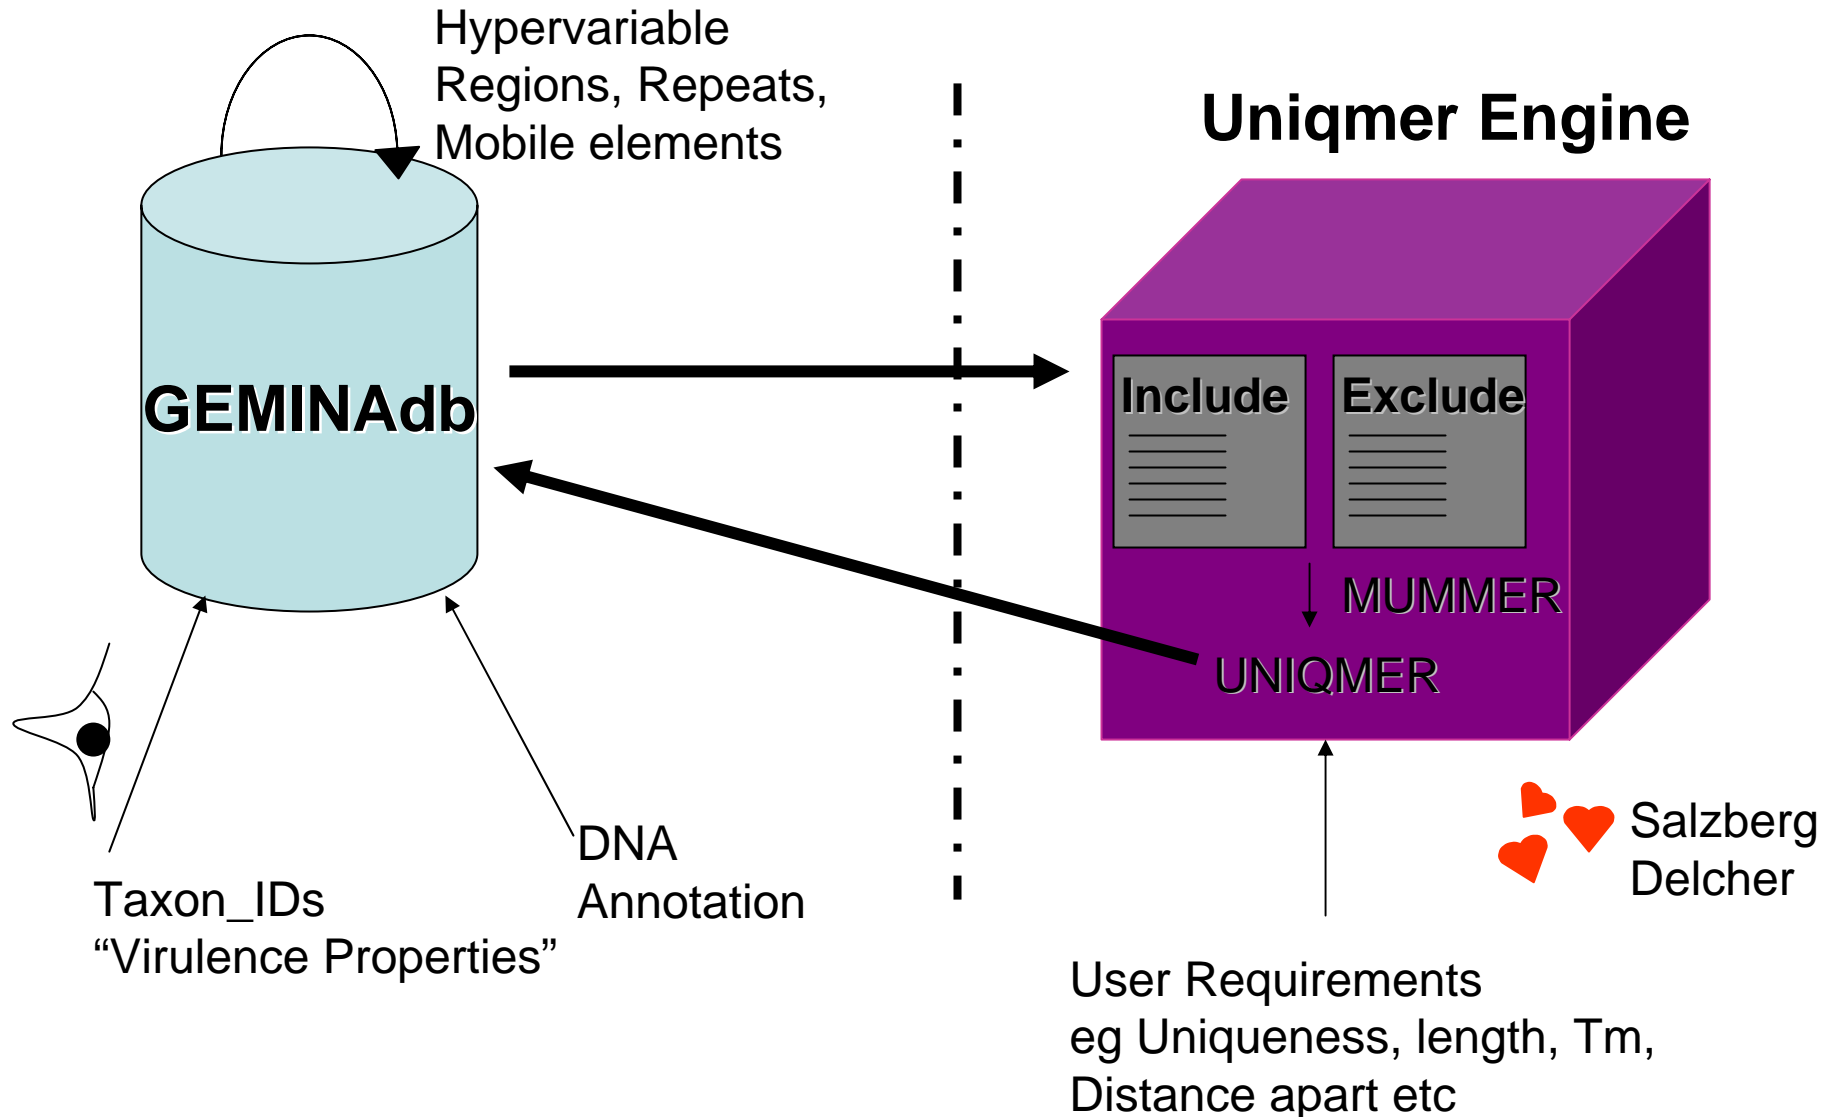 Hypervariable
Regions, Repeats,
Mobile elements
Uniqmer Engine
GEMINAdb
Include
Exclude
MUMMER
UNIQMER
DNA
Annotation
Taxon_IDs
“Virulence Properties”
Salzberg
Delcher
User Requirements
eg Uniqueness, length, Tm,
Distance apart etc